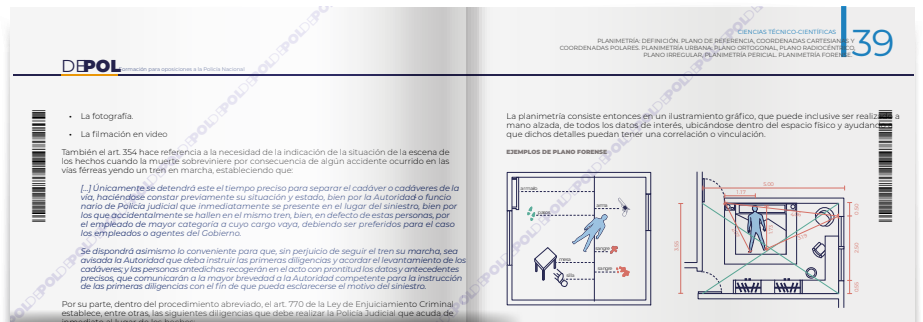 DEPOL
Formación para oposiciones a la Policía Nacional
• La fotografía.
• La filmación en video
También el art. 354 hace referencia a la necesidad de la indicación de la situación de la escena de
los hechos cuando la muerte sobreviniere por consecuencia de algún accidente ocurrido en las
vías férreas yendo un tren en marcha, estableciendo que:
[...] Únicamente se detendrá este el tiempo preciso para separar el cadáver o cadáveres de la
vía, haciéndose constar previamente su situación y estado, bien por la Autoridad o funcio
nario de Policía judicial que inmediatamente se presente en el lugar del siniestro, bien por
los que accidentalmente se hallen en el mismo tren, bien, en defecto de estas personas, por
el empleado de mayor categoría a cuyo cargo vaya, debiendo ser preferidos para el caso
los empleados o agentes del Gobierno.
Se dispondrá asimismo lo conveniente para que, sin perjuicio de seguir el tren su marcha, sea
avisada la Autoridad que deba instruir las primeras diligencias y acordar el levantamiento de los
cadáveres; y las personas antedichas recogerán en el acto con prontitud los datos y antecedentes
precisos, que comunicarán a la mayor brevedad a la Autoridad competente para la instrucción
de las primeras diligencias con el fin de que pueda esclarecerse el motivo del siniestro.
Por su parte, dentro del procedimiento abreviado, el art. 770 de la Ley de Enjuiciamiento Criminal
establece, entre otras, las siguientes diligencias que debe realizar la Policía Judicial que acuda de
inmediato al lugar de los hechos:
CIENCIAS TÉCNICO-CIENTÍFICAS.
PLANIMETRÍA: DEFINICIÓN. PLANO DE REFERENCIA, COORDENADAS CARTESIANAS Y
COORDENADAS POLARES. PLANIMETRÍA URBANA: PLANO ORTOGONAL, PLANO RADIOCÉNTRICO,
PLANO IRREGULAR. PLANIMETRÍA PERICIAL. PLANIMETRÍA FORENSE.
39
La planimetría consiste entonces en un ilustramiento gráfico, que puede inclusive ser realizado a
mano alzada, de todos los datos de interés, ubicándose dentro del espacio físico y ayudando
que dichos detalles puedan tener una correlación o vinculación.
EJEMPLOS DE PLANO FORENSE
arma
mesa
silla
sangre
sangre
5.00
1.17